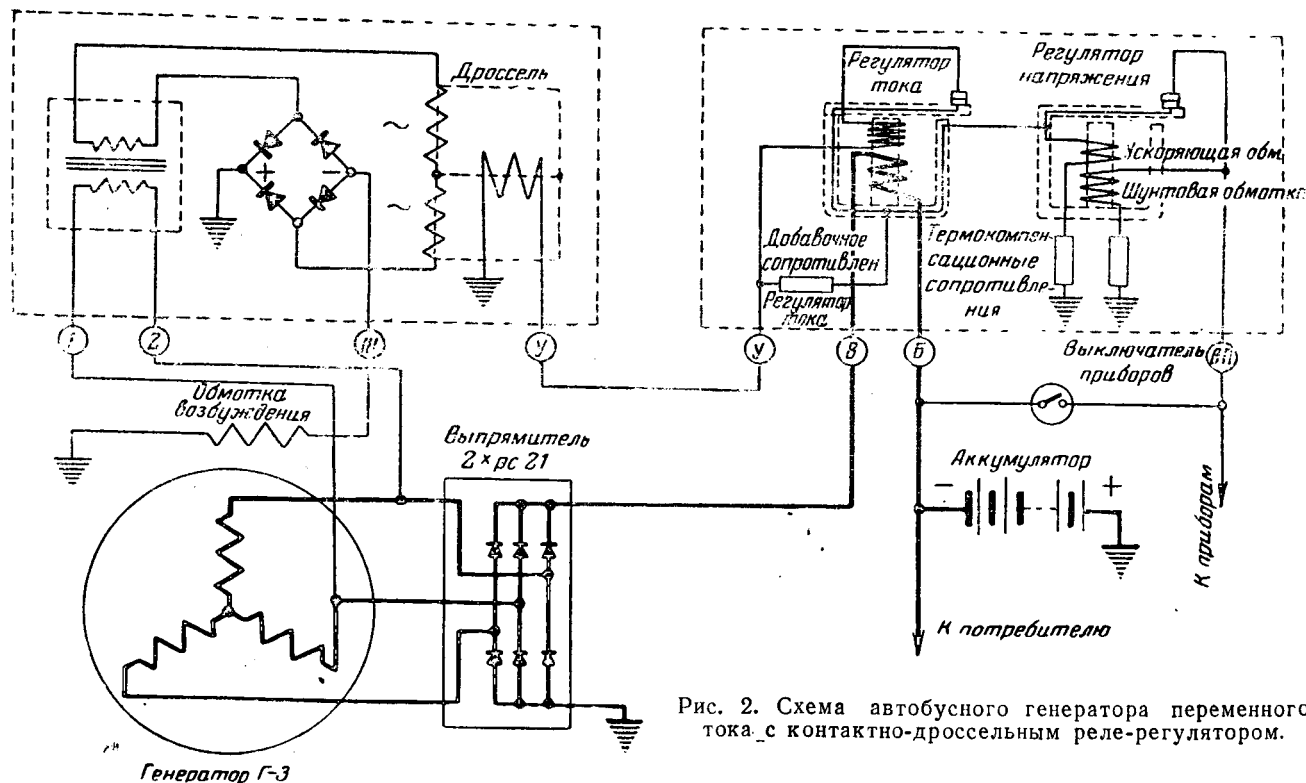 Дроссель
~
~
+ −
1
2
Ш
У
Регулятор
тока
Регулятор
напряжения
Ускоряющая обм.
Шунтовая обмотка
Добавочное
сопротивлен
Регулятор
тока
Термокомпен-
сационные
сопротивле-
ния
У
В
Б
ВП
Выключатель
приборов
Обмотка
возбуждения
Выпрямитель
2 × рс 21
Аккумулятор
− +
К приборам
К потребителю
Генератор Г-3
Рис. 2. Схема автобусного генератора переменного
тока с контактно-дроссельным реле-регулятором.